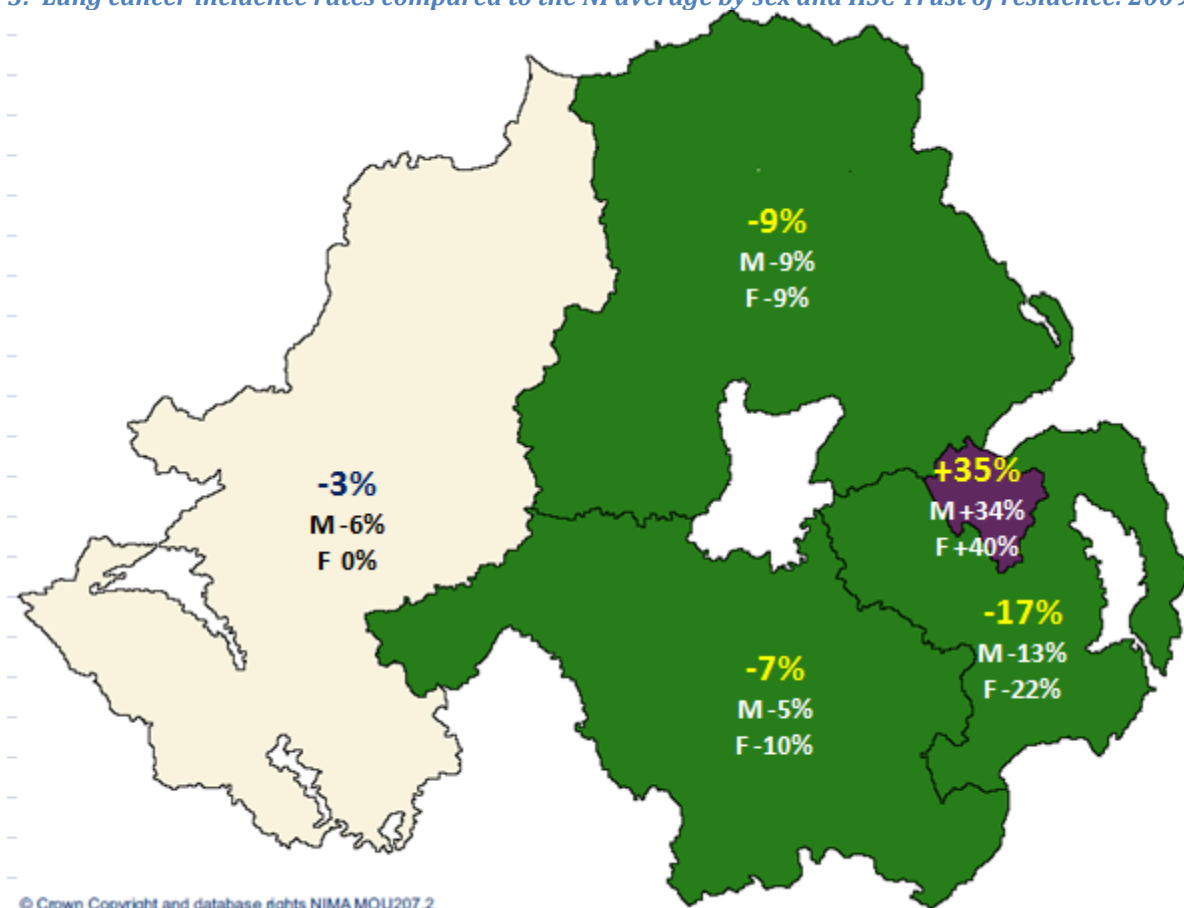 3. Lung cancer incidence rates compared to the NI average by sex and HSC Trust of residence: 2009
-9%
M -9%
F -9%
+35%
M +34%
F +40%
-3%
M -6%
F 0%
-17%
M -13%
F -22%
-7%
M -5%
F -10%
© Crown Copyright and database rights NIMA MOU207.2